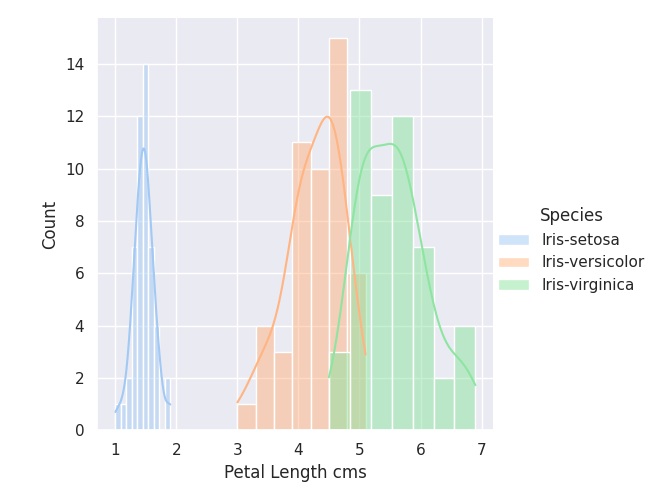 14
12
10
8
6
4
2
0
Count
1 2 3 4 5 6 7
Petal Length cms
Species
Iris-setosa
Iris-versicolor
Iris-virginica